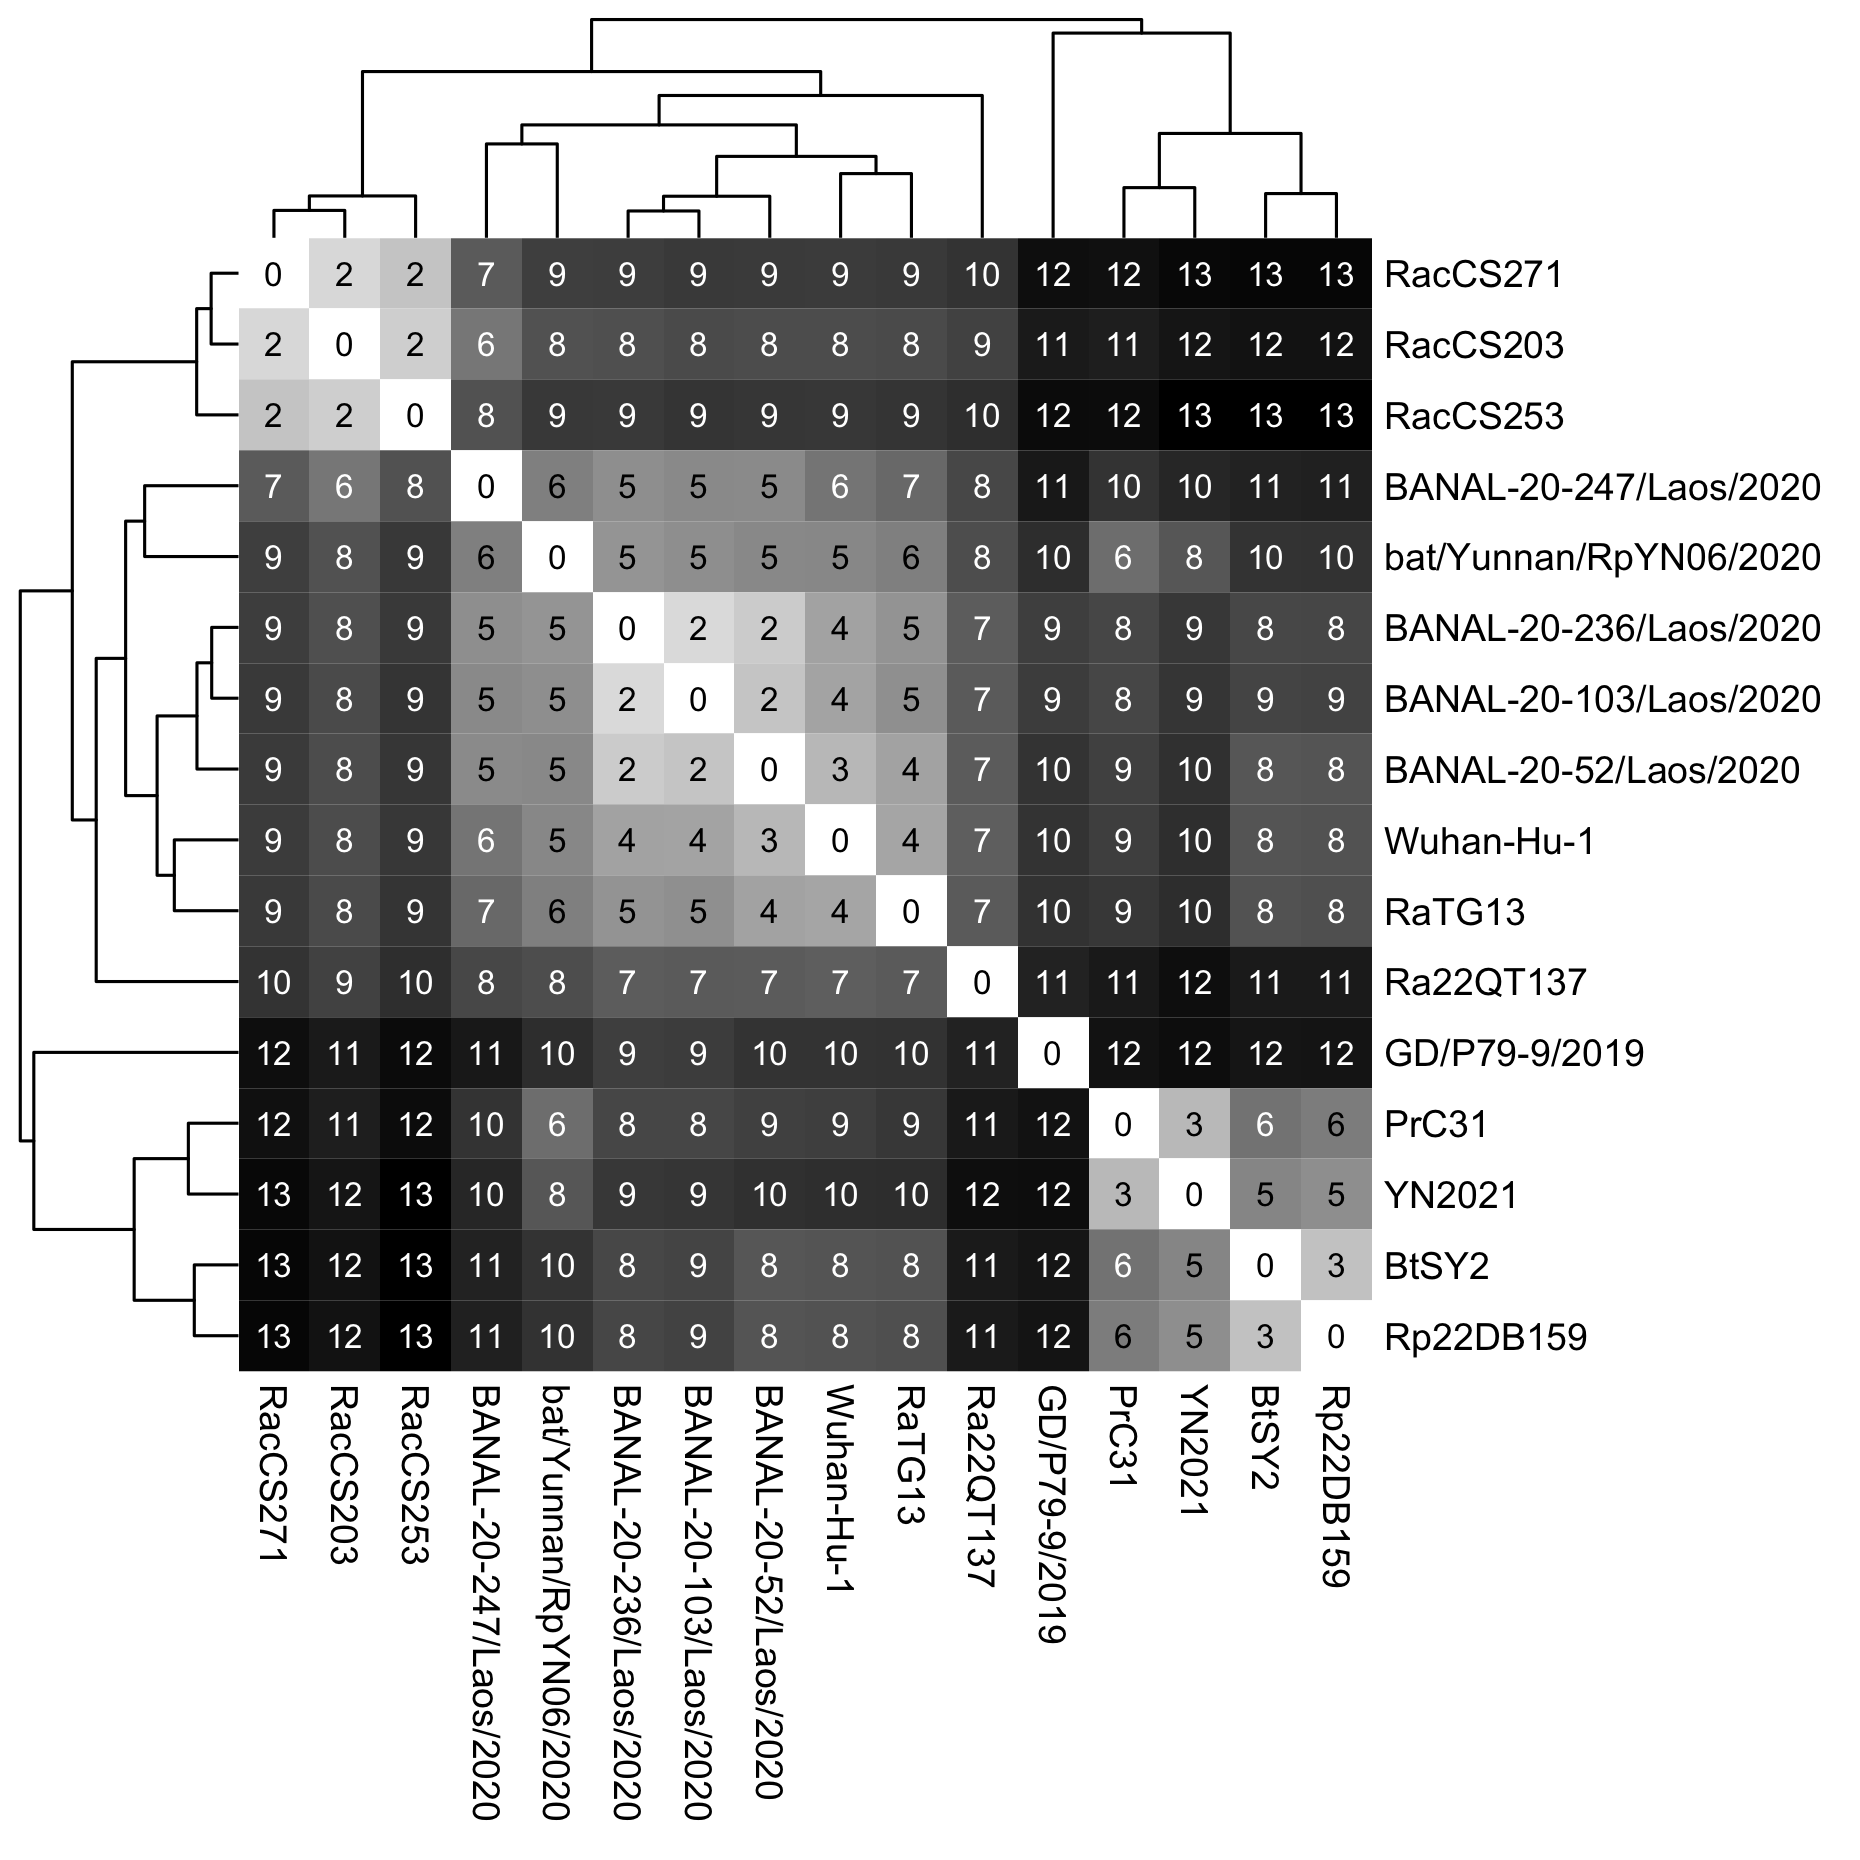 0 2 2 7 9 9 9 9 9 9 10 12 12 13 13 13 RacCS271
2 0 2 6 8 8 8 8 8 8 9 11 11 12 12 12 RacCS203
2 2 0 8 9 9 9 9 9 9 10 12 12 13 13 13 RacCS253
7 6 8 0 6 5 5 5 6 7 8 11 10 10 11 11 BANAL-20-247/Laos/2020
9 8 9 6 0 5 5 5 5 6 8 10 6 8 10 10 bat/Yunnan/RpYN06/2020
9 8 9 5 5 0 2 2 4 5 7 9 8 9 8 8 BANAL-20-236/Laos/2020
9 8 9 5 5 2 0 2 4 5 7 9 8 9 9 9 BANAL-20-103/Laos/2020
9 8 9 5 5 2 2 0 3 4 7 10 9 10 8 8 BANAL-20-52/Laos/2020
9 8 9 6 5 4 4 3 0 4 7 10 9 10 8 8 Wuhan-Hu-1
9 8 9 7 6 5 5 4 4 0 7 10 9 10 8 8 RaTG13
10 9 10 8 8 7 7 7 7 7 0 11 11 12 11 11 Ra22QT137
12 11 12 11 10 9 9 10 10 10 11 0 12 12 12 12 GD/P79-9/2019
12 11 12 10 6 8 8 9 9 9 11 12 0 3 6 6 PrC31
13 12 13 10 8 9 9 10 10 10 12 12 3 0 5 5 YN2021
13 12 13 11 10 8 9 8 8 8 11 12 6 5 0 3 BtSY2
13 12 13 11 10 8 9 8 8 8 11 12 6 5 3 0 Rp22DB159
RacCS271
RacCS203
RacCS253
BANAL-20-247/Laos/2020
bat/Yunnan/RpYN06/2020
BANAL-20-236/Laos/2020
BANAL-20-103/Laos/2020
BANAL-20-52/Laos/2020
Wuhan-Hu-1
RaTG13
Ra22QT137
GD/P79-9/2019
PrC31
YN2021
BtSY2
Rp22DB159